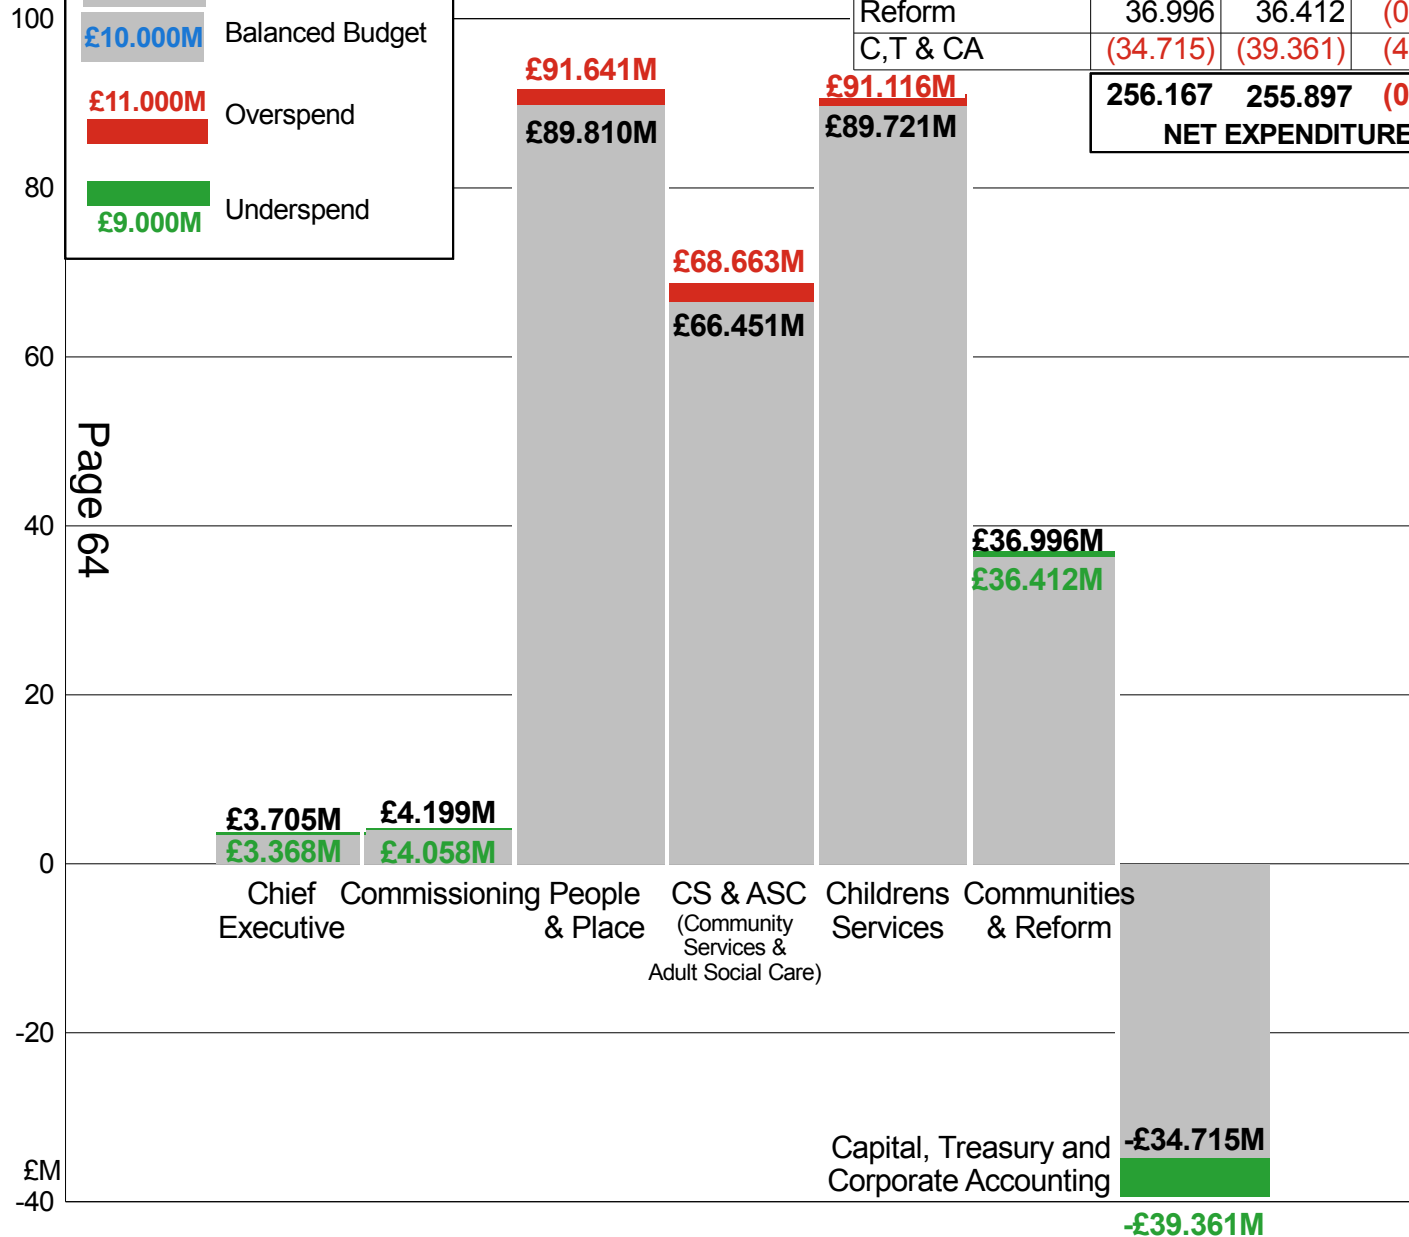 100
£10.000M Balanced Budget
£11.000M
Overspend
Underspend
£9.000M
Reform 36.996 36.412 (0
C,T & CA (34.715) (39.361) (4
256.167 255.897 (0
NET EXPENDITURE
£91.641M
£89.810M
£91.116M
£89.721M
80
£68.663M
£66.451M
60
Page 64
40
£36.996M
£36.412M
20
£3.705M
£3.368M
£4.199M
£4.058M
0
Chief
Executive
Commissioning
People
& Place
CS & ASC
(Community
Services &
Adult Social Care)
Childrens
Services
Communities
& Reform
-20
Capital, Treasury and
Corporate Accounting
-£34.715M
£M
-40
-£39.361M